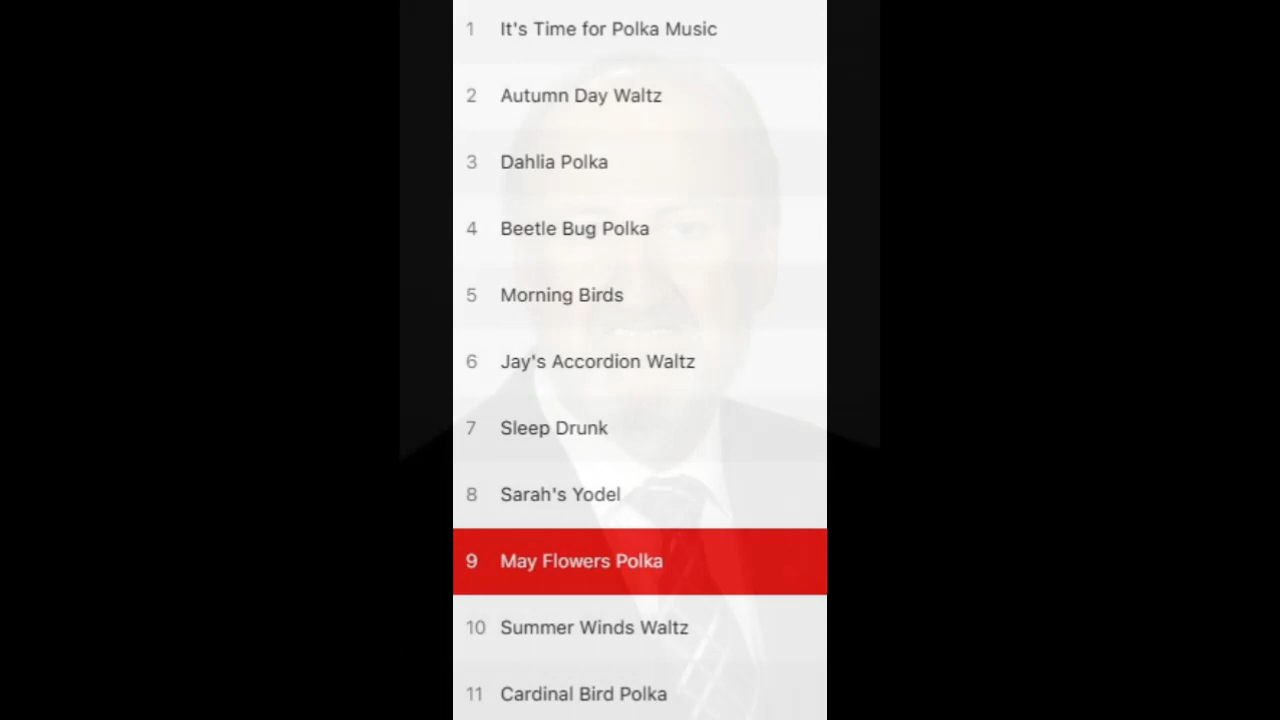 1 It's Time for Polka Music
2 Autumn Day Waltz
3 Dahlia Polka
4 Beetle Bug Polka
5 Morning Birds
6 Jay's Accordion Waltz
7 Sleep Drunk
8 Sarah's Yodel
9 May Flowers Polka
10 Summer Winds Waltz
11 Cardinal Bird Polka